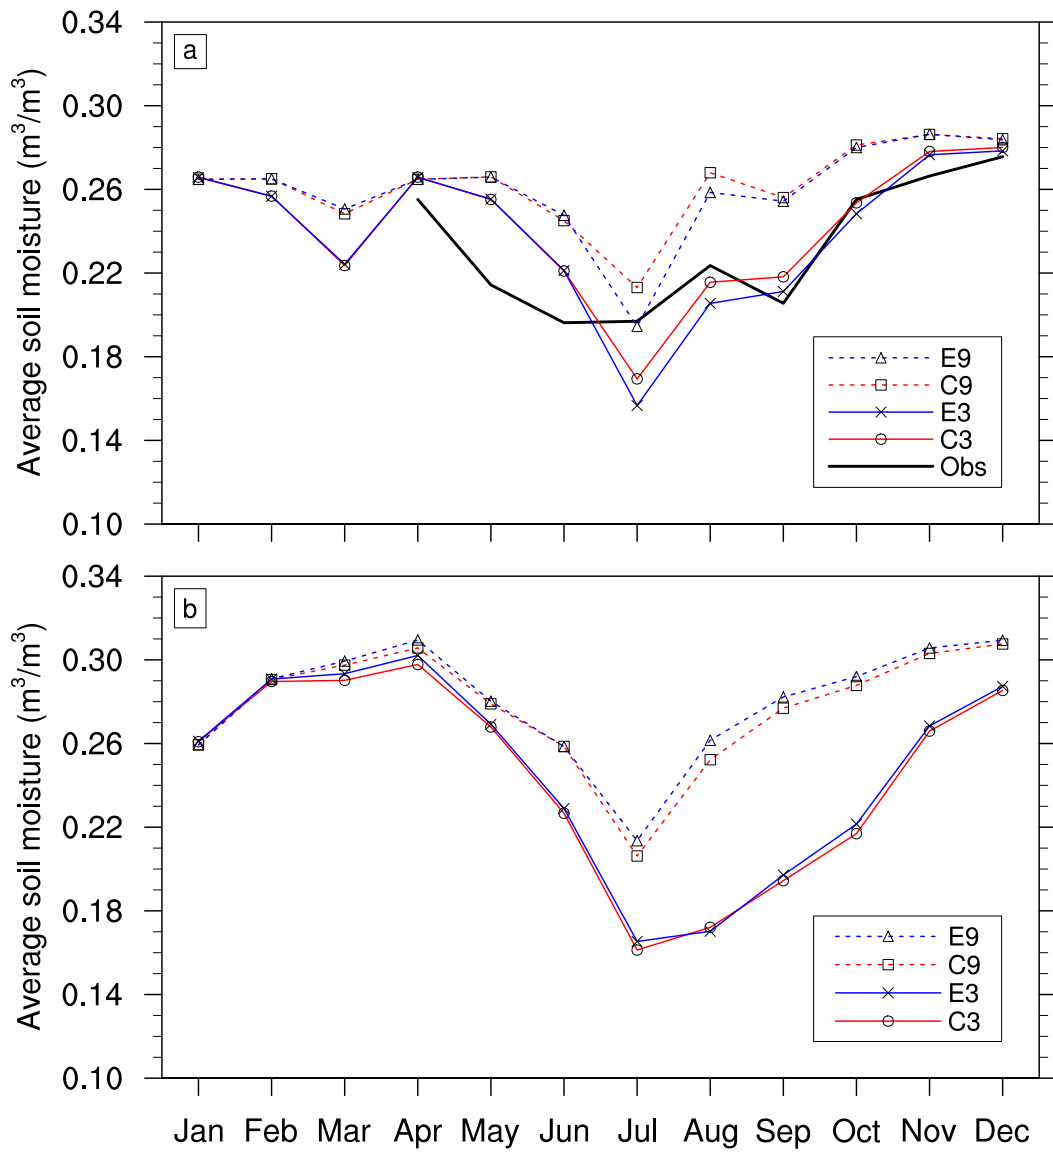 a
Average soil moisture (m³/m³)
0.34
0.30
0.26
0.22
0.18
0.14
0.10
E9
C9
E3
C3
Obs
b
Average soil moisture (m³/m³)
0.34
0.30
0.26
0.22
0.18
0.14
0.10
E9
C9
E3
C3
Jan Feb Mar Apr May Jun Jul Aug Sep Oct Nov Dec